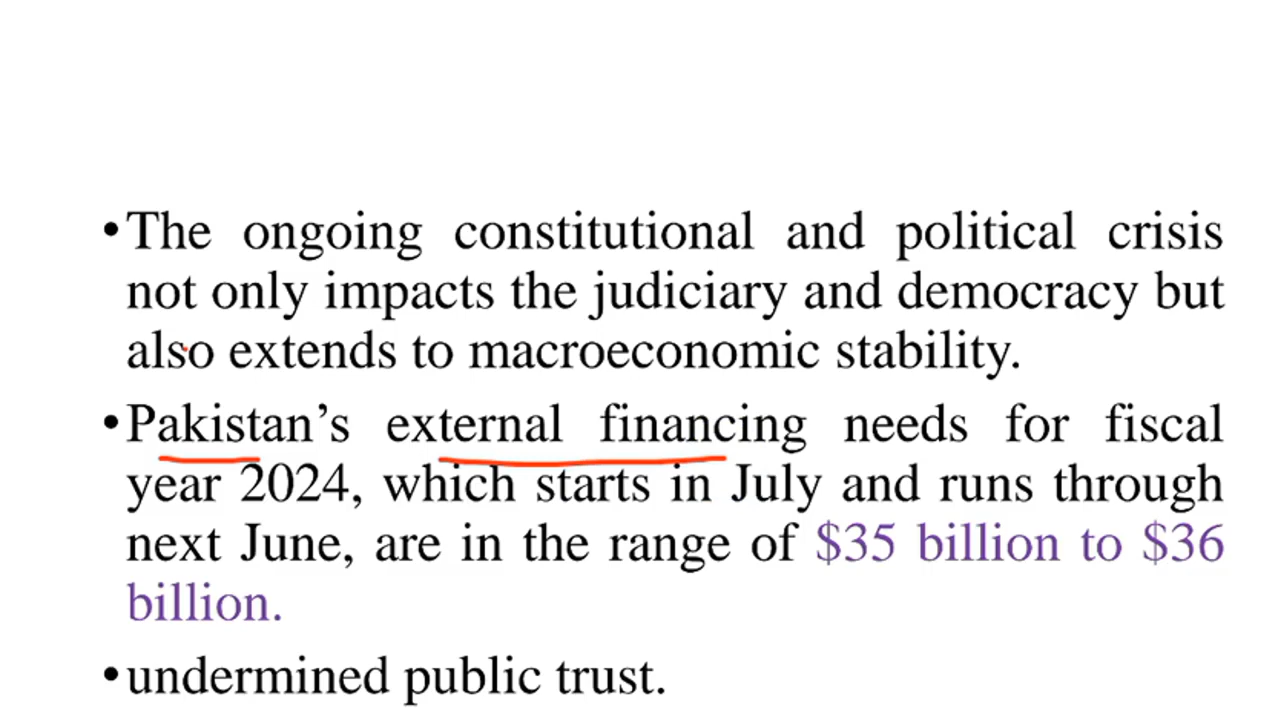 •The ongoing constitutional and political crisis
not only impacts the judiciary and democracy but
also extends to macroeconomic stability.
•Pakistan’s external financing needs for fiscal
year 2024, which starts in July and runs through
next June, are in the range of $35 billion to $36
billion.
•undermined public trust.